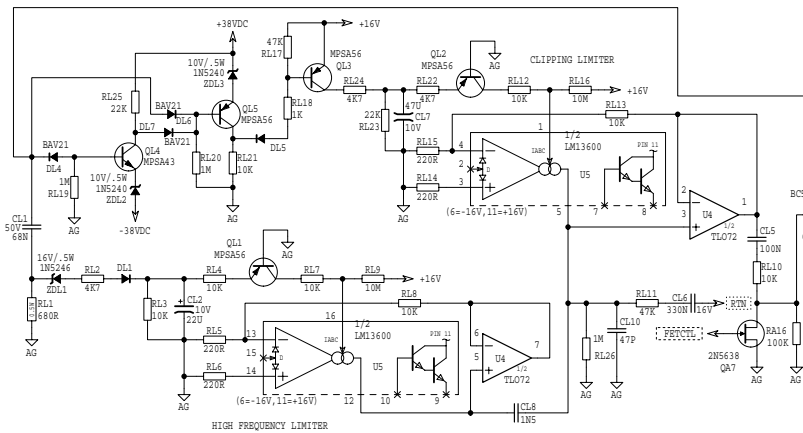 +38VDC
+16V
47K
RL17
QL2
MPSA56
AG
CLIPPING LIMITER
10V/.5W
1N5240
ZDL3
MPSA56
QL3
RL24
4K7
RL22
4K7
RL12
10K
RL16
10M
+16V
RL25
22K
BAV21
DL6
QL5
MPSA56
RL18
1K
22K
RL23
47U
CL7
10V
RL13
10K
DL7
BAV21
1
1/2
LM13600
PIN 11
BAV21
DL4
QL4
MPSA43
DL5
RL15
220R
4
2
3
IABC
D
U5
1M
RL19
10V/.5W
1N5240
ZDL2
RL20
1M
RL21
10K
RL14
220R
2
1
3
U4
1/2
TL072
BCS
AG
-38VDC
AG
AG
AG
(6=-16V,11=+16V)
5
7
8
CL1
50V
68N
QL1
MPSA56
AG
CL5
100N
16V/.5W
1N5246
ZDL1
RL2
4K7
DL1
RL4
10K
RL7
10K
RL9
10M
+16V
RL10
10K
RL1
0.5W
680R
RL3
10K
CL2
10V
22U
RL8
10K
RL11
47K
CL6
330N
16V
RTN
AG
16
1/2
LM13600
PIN 11
RL5
220R
13
15
14
IABC
D
U5
6
7
5
U4
1/2
TL072
1M
RL26
CL10
47P
FETCTL
RA16
100K
RL6
220R
2N5638
QA7
AG
(6=-16V,11=+16V)
12
10
9
CL8
1N5
AG
AG
AG
AG
HIGH FREQUENCY LIMITER